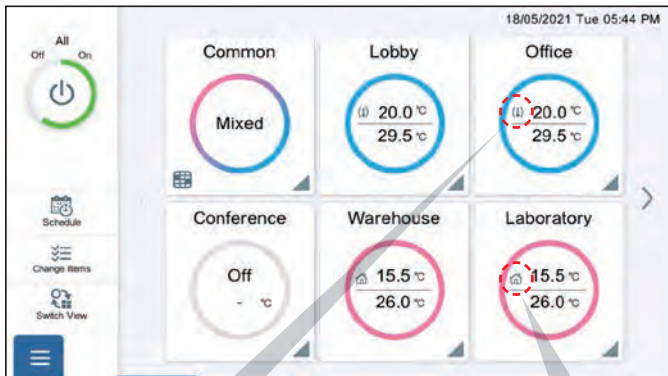 18/05/2021 Tue 05:44 PM
All
Off On
Schedule
Change Items
Switch View
Common
Mixed
Lobby
20.0 ℃
29.5 ℃
Office
20.0 ℃
29.5 ℃
Conference
Off
- ℃
Warehouse
15.5 ℃
26.0 ℃
Laboratory
15.5 ℃
26.0 ℃